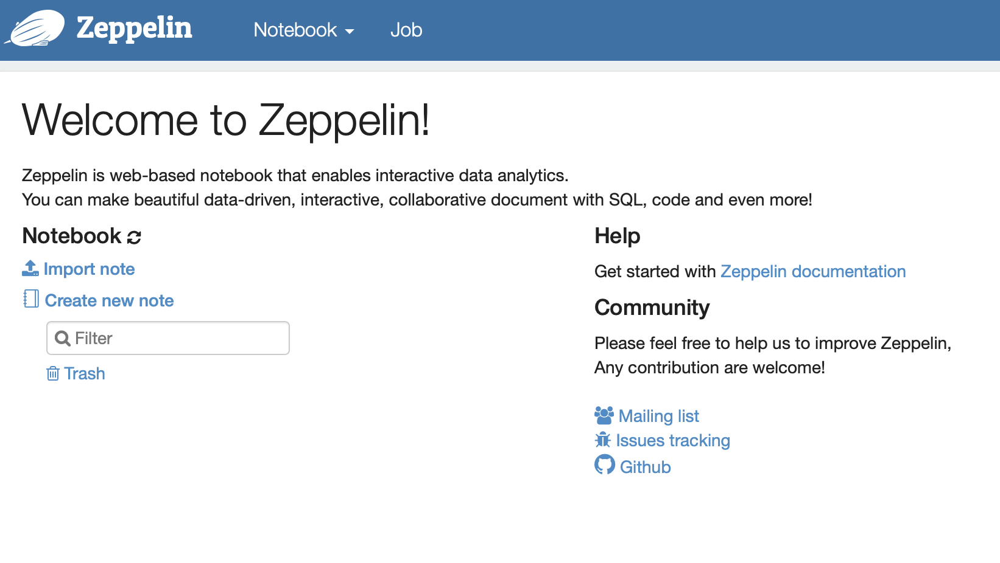 Zeppelin
Notebook
Job
Welcome to Zeppelin!
Zeppelin is web-based notebook that enables interactive data analytics.
You can make beautiful data-driven, interactive, collaborative document with SQL, code and even more!
Notebook
Import note
Create new note
Filter
Trash
Help
Get started with Zeppelin documentation
Community
Please feel free to help us to improve Zeppelin,
Any contribution are welcome!
Mailing list
Issues tracking
Github